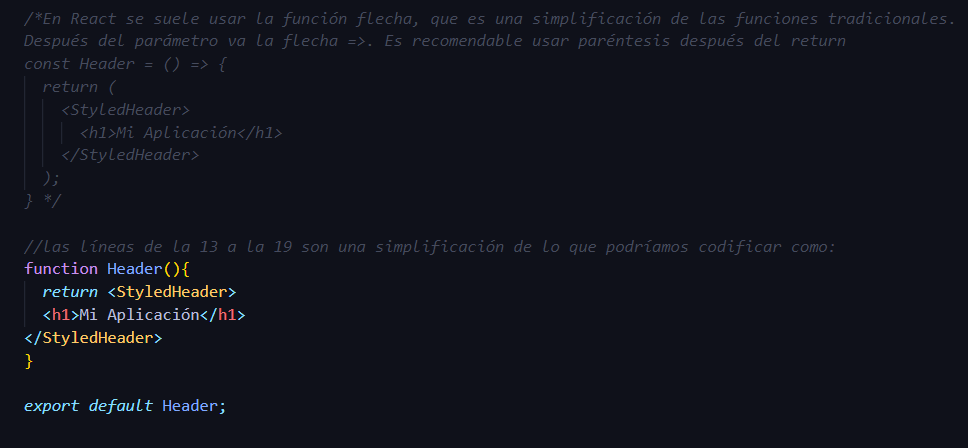 /*En React se suele usar la función flecha, que es una simplificación de las funciones tradicionales.
Después del parámetro va la flecha =>. Es recomendable usar paréntesis después del return
const Header = () => {
  return (
    <StyledHeader>
      <h1>Mi Aplicación</h1>
    </StyledHeader>
  );
} */

//las líneas de la 13 a la 19 son una simplificación de lo que podríamos codificar como:
function Header(){
  return <StyledHeader>
  <h1>Mi Aplicación</h1>
</StyledHeader>
}

export default Header;